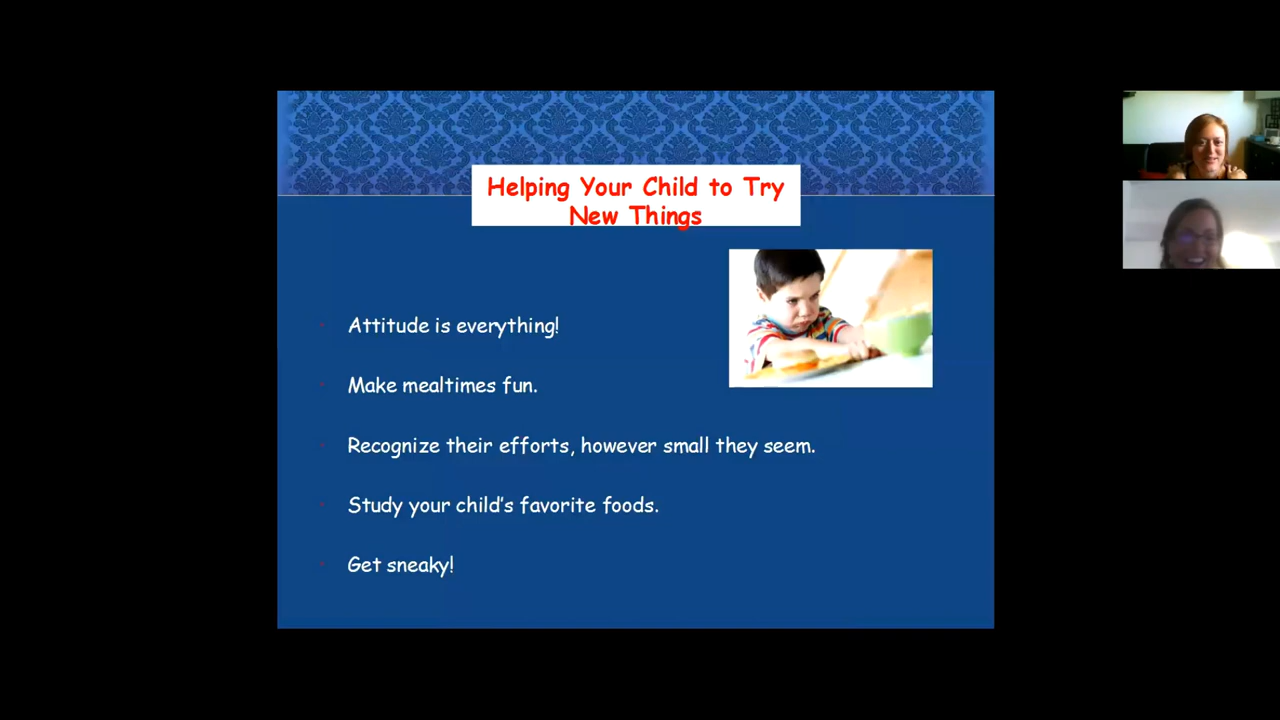 Helping Your Child to Try
New Things
Attitude is everything!
Make mealtimes fun.
Recognize their efforts, however small they seem.
Study your child's favorite foods.
Get sneaky!